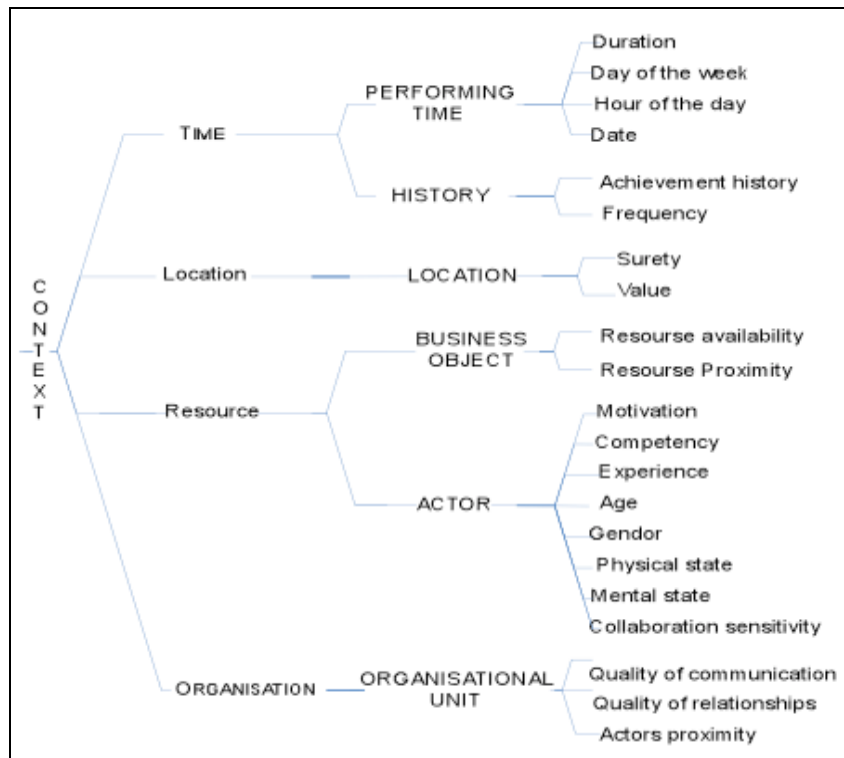 CONTEXT
TIME
PERFORMING
TIME
Duration
Day of the week
Hour of the day
Date
HISTORY
Achievement history
Frequency
Location
LOCATION
Surety
Value
Resource
BUSINESS
OBJECT
Resourse availability
Resourse Proximity
ACTOR
Motivation
Competency
Experience
Age
Gendor
Physical state
Mental state
Collaboration sensitivity
ORGANISATION
ORGANISATIONAL
UNIT
Quality of communication
Quality of relationships
Actors proximity